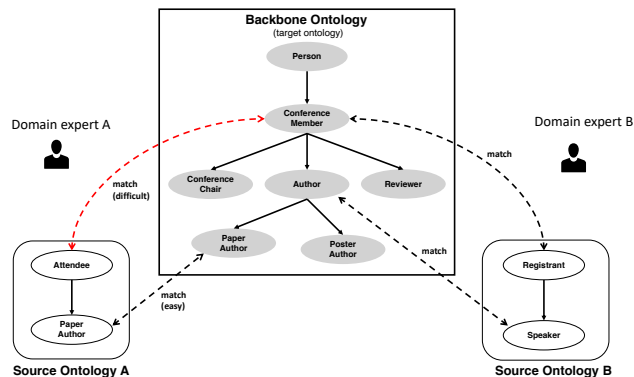 Backbone Ontology
(target ontology)
Person
Domain expert A
Domain expert B
Conference
Member
match
(difficult)
match
Conference
Chair
Author
Reviewer
Paper
Author
Poster
Author
match
Attendee
Registrant
match
(easy)
Paper
Author
Speaker
Source Ontology A
Source Ontology B